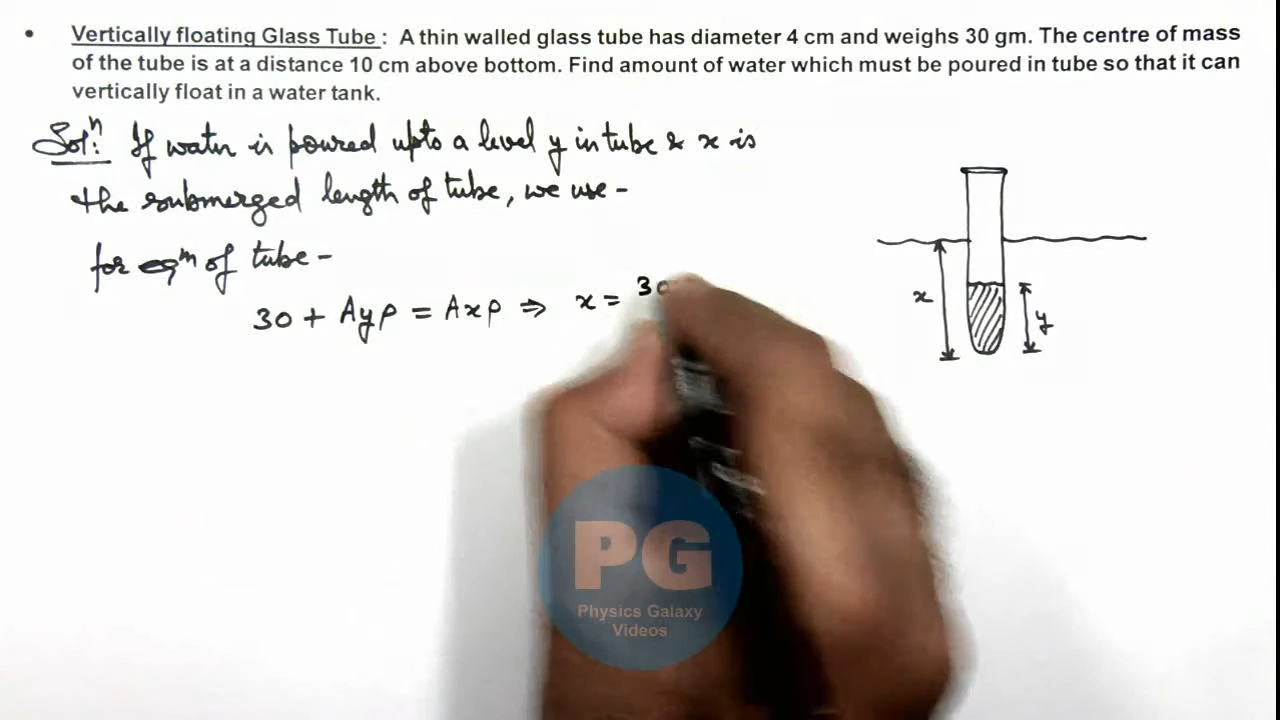 • Vertically floating Glass Tube : A thin walled glass tube has diameter 4 cm and weighs 30 gm. The centre of mass
of the tube is at a distance 10 cm above bottom. Find amount of water which must be poured in tube so that it can
vertically float in a water tank.
Solⁿ: If water is poured upto a level y in tube & x is
the submerged length of tube, we use -
for eqᵐ of tube -
30 + Ayρ = Axρ ⇒ x = 30
x
y
PG
Physics Galaxy
Videos